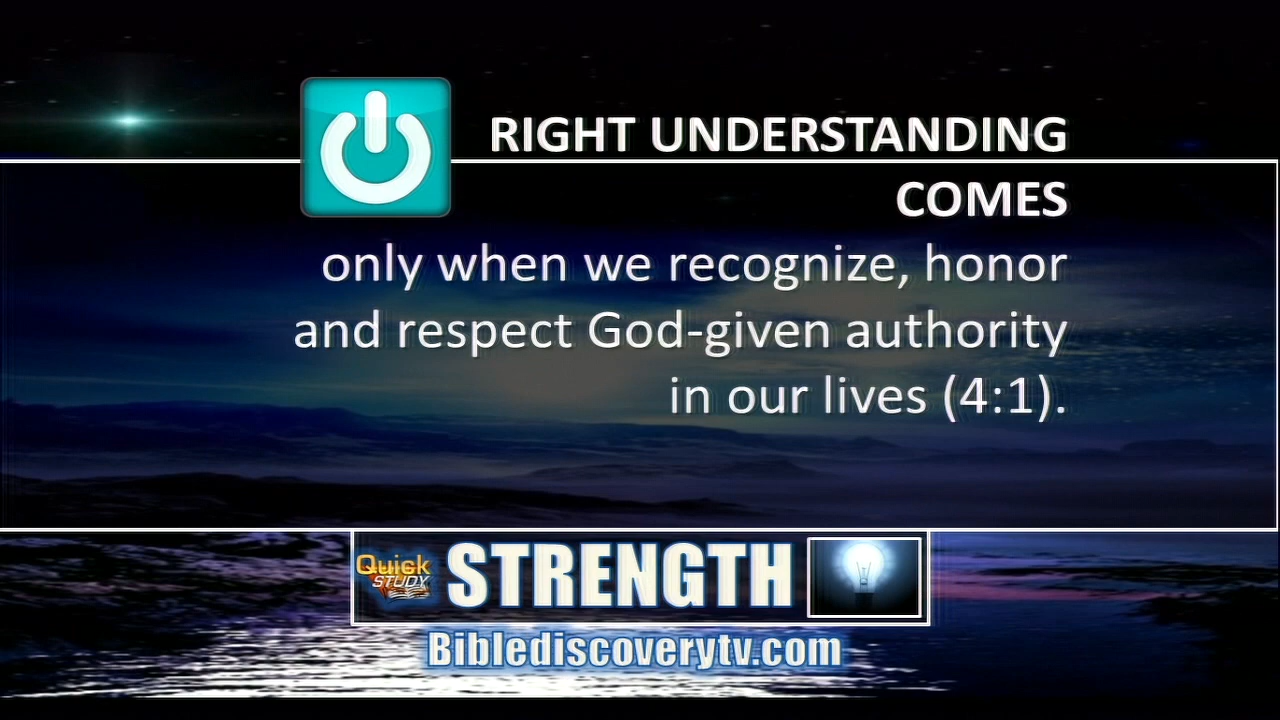 RIGHT UNDERSTANDING
COMES
only when we recognize, honor
and respect God-given authority
in our lives (4:1).
Quick
STUDY
STRENGTH
Biblediscoverytv.com